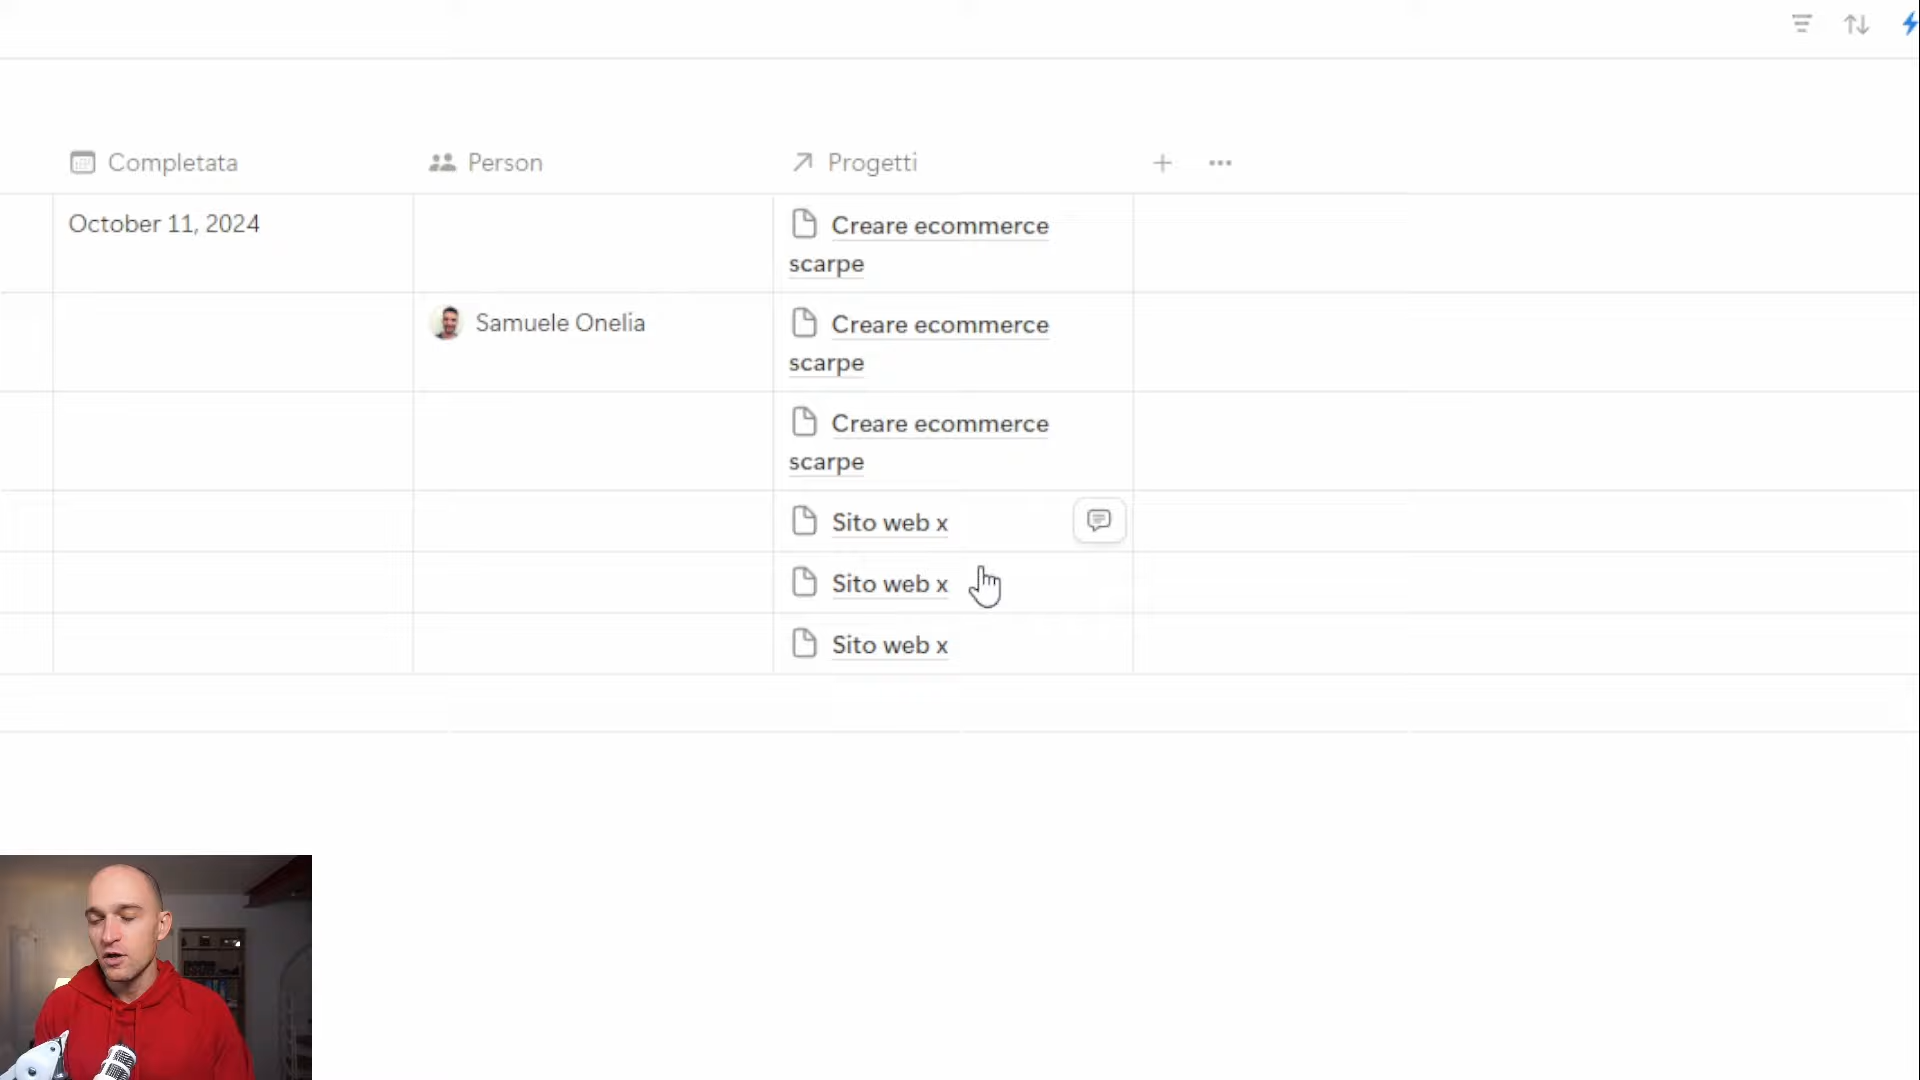 Completata Person Progetti
October 11, 2024
Creare ecommerce
scarpe
Samuele Onelia
Creare ecommerce
scarpe
Creare ecommerce
scarpe
Sito web x
Sito web x
Sito web x